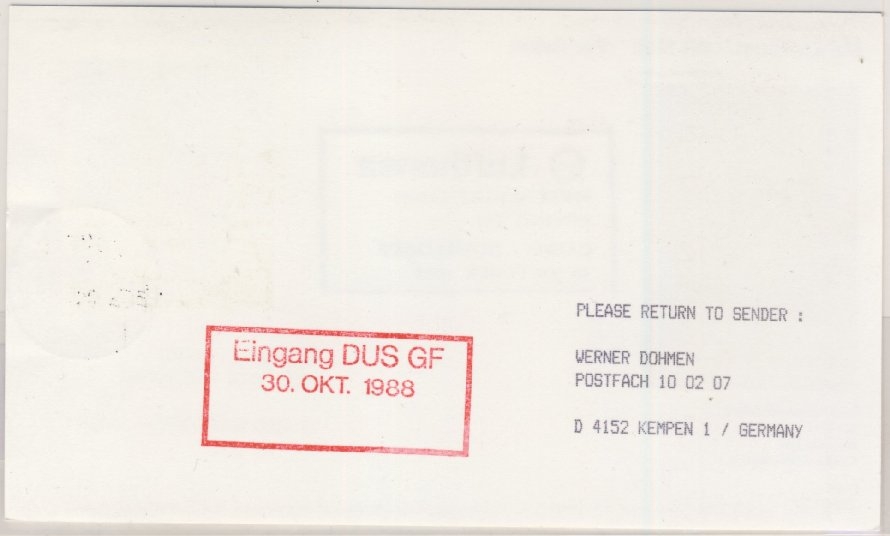 Eingang DUS GF
30. OKT. 1988
PLEASE RETURN TO SENDER :
WERNER DOHMEN
POSTFACH 10 02 07
D 4152 KEMPEN 1 / GERMANY